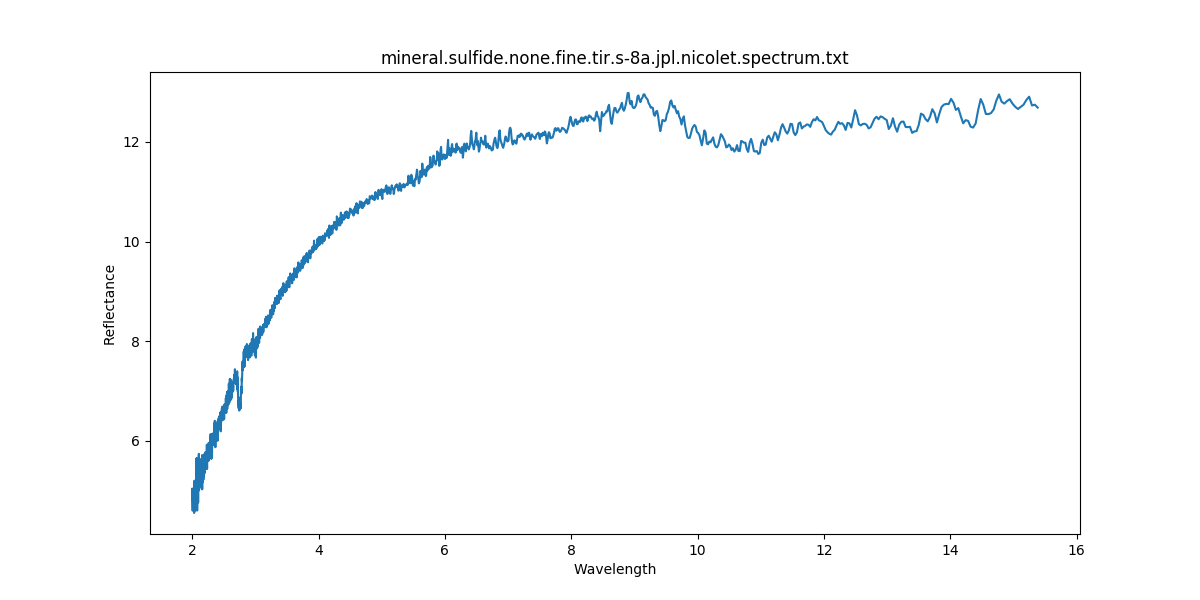 mineral.sulfide.none.fine.tir.s-8a.jpl.nicolet.spectrum.txt
12
10
8
6
Reflectance
2 4 6 8 10 12 14 16
Wavelength